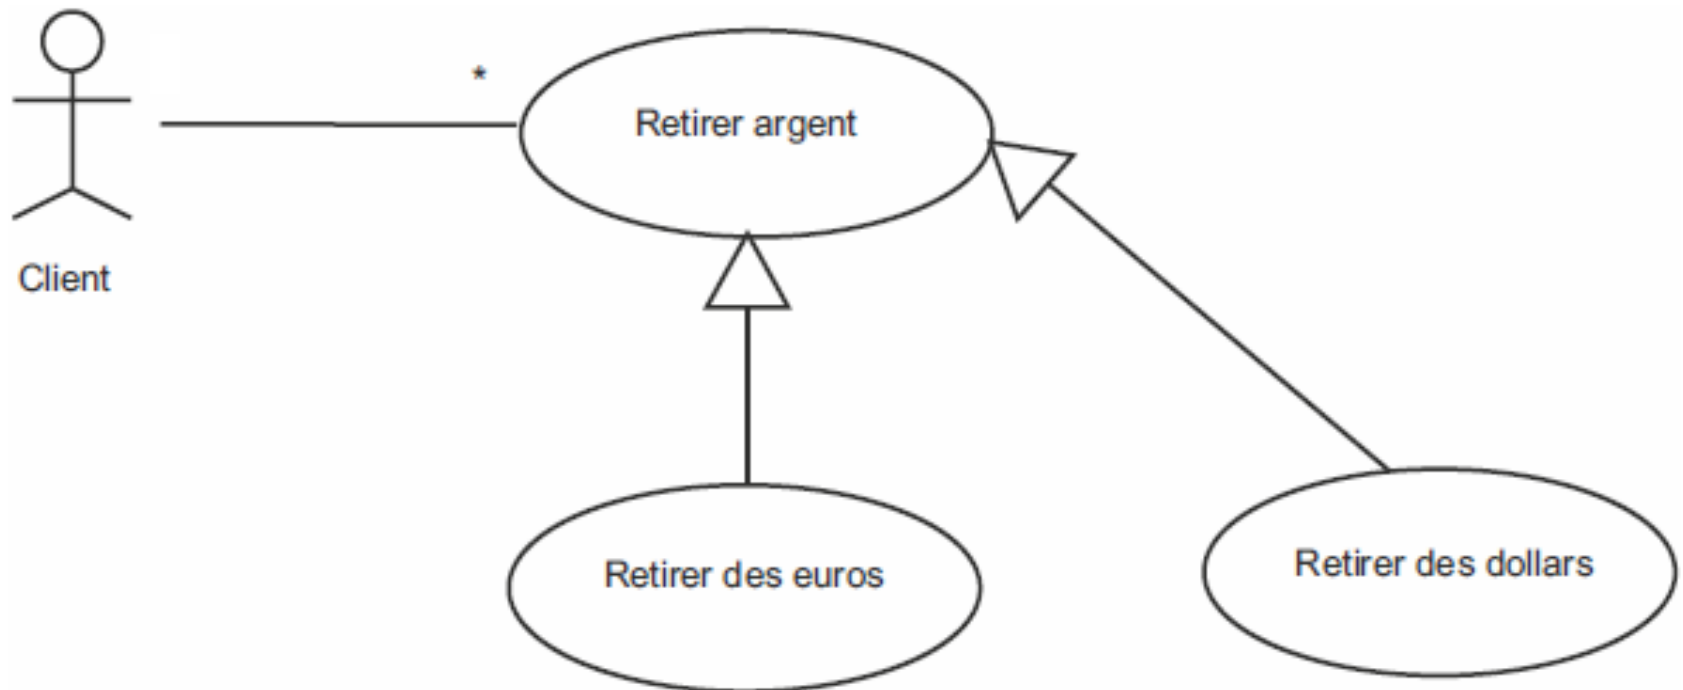 *
Retirer argent
Client
Retirer des euros
Retirer des dollars